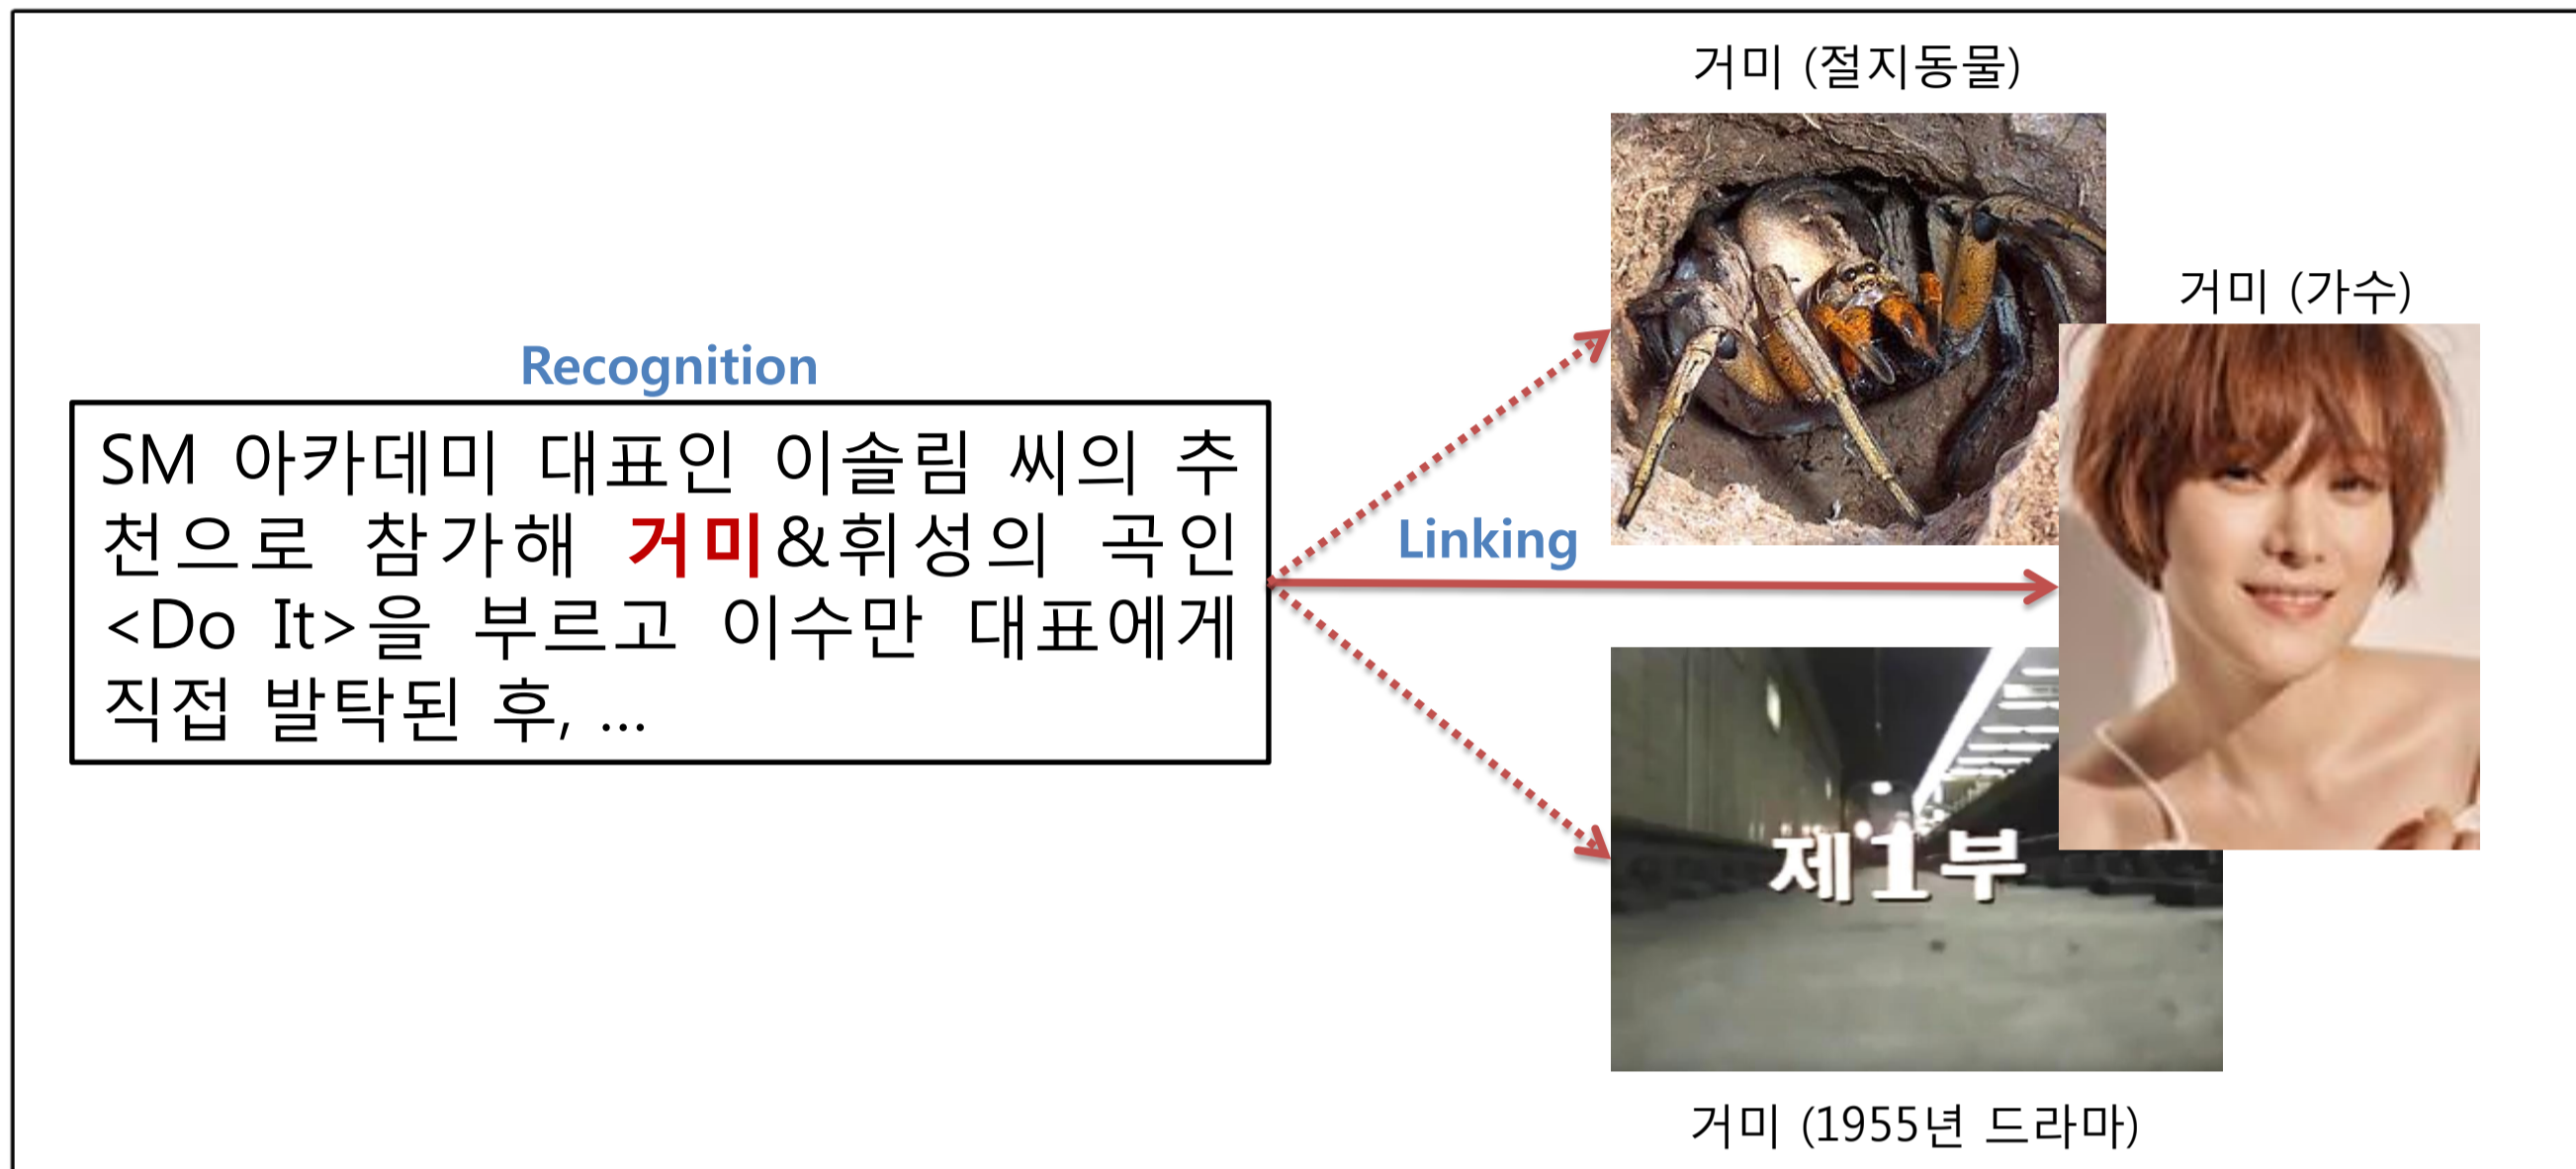 거미 (절지동물)
거미 (가수)
Recognition
SM 아카데미 대표인 이솔림 씨의 추
천으로 참가해 거미&휘성의 곡인
<Do It>을 부르고 이수만 대표에게
직접 발탁된 후, ...
Linking
제1부
거미 (1955년 드라마)